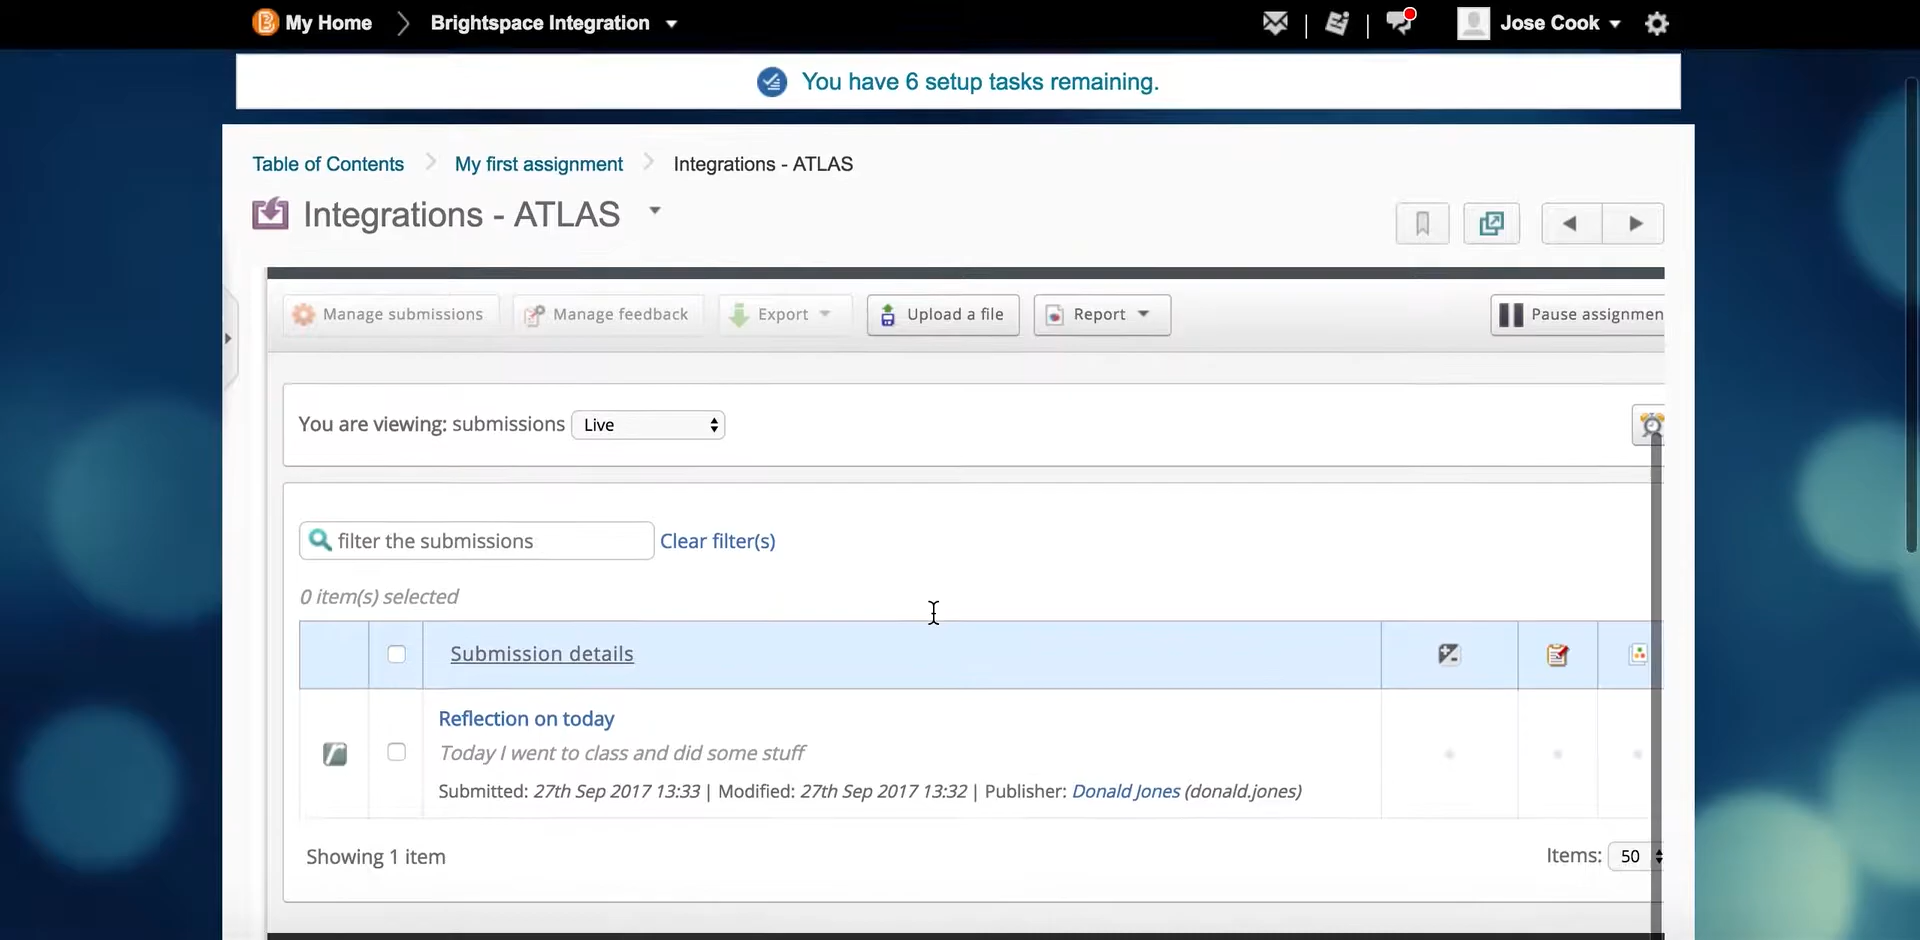 My Home
Brightspace Integration
Jose Cook
You have 6 setup tasks remaining.
Table of Contents
My first assignment
Integrations - ATLAS
Integrations - ATLAS
Manage submissions
Manage feedback
Export
Upload a file
Report
Pause assignmen
You are viewing: submissions
Live
filter the submissions
Clear filter(s)
0 item(s) selected
Submission details
Reflection on today
Today I went to class and did some stuff
Submitted: 27th Sep 2017 13:33 | Modified: 27th Sep 2017 13:32 | Publisher: Donald Jones (donald.jones)
Showing 1 item
Items: 50